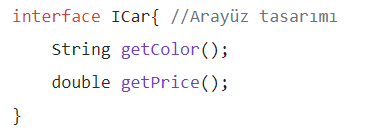 interface ICar{ //Arayüz tasarımı
    String getColor();
    double getPrice();
}